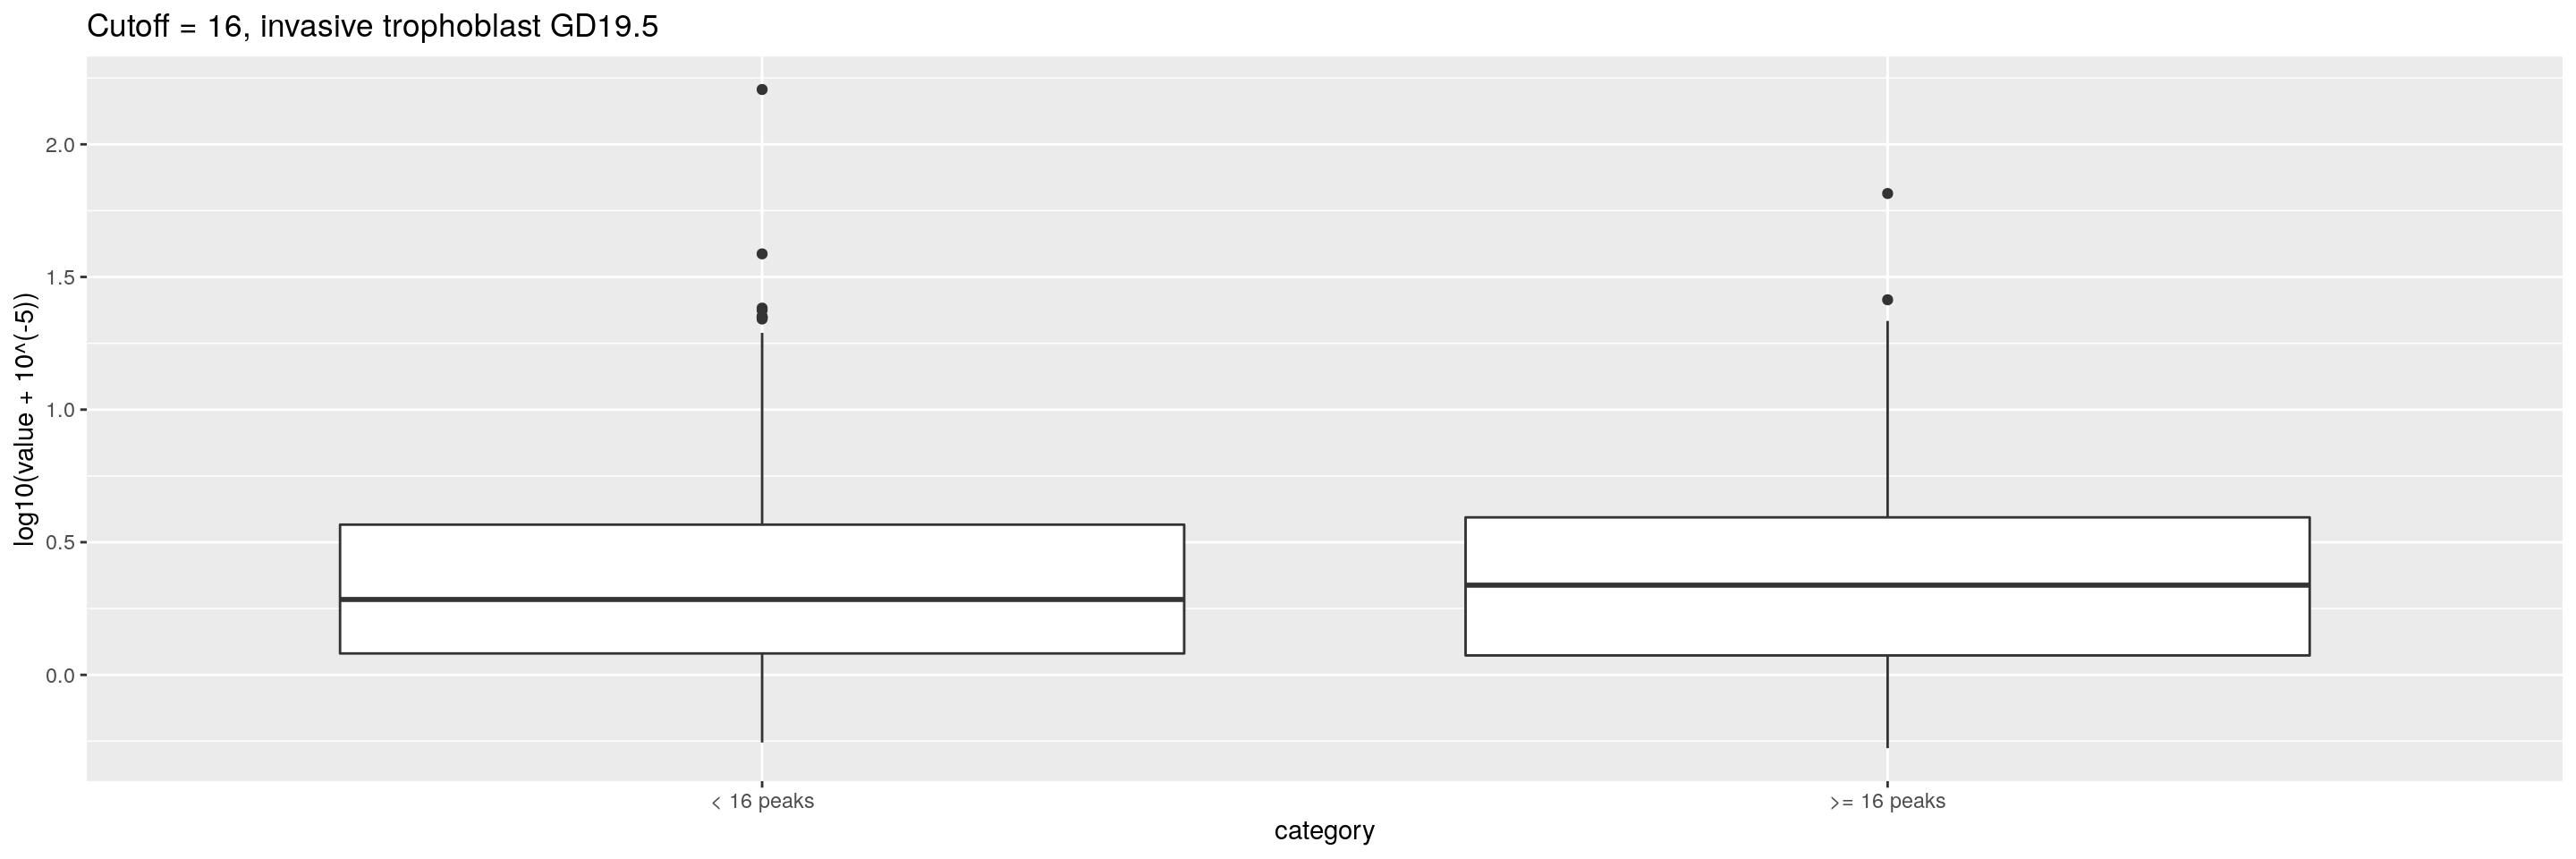 Cutoff = 16, invasive trophoblast GD19.5
log10(value + 10^(-5))
2.0
1.5
1.0
0.5
0.0
< 16 peaks
>= 16 peaks
category